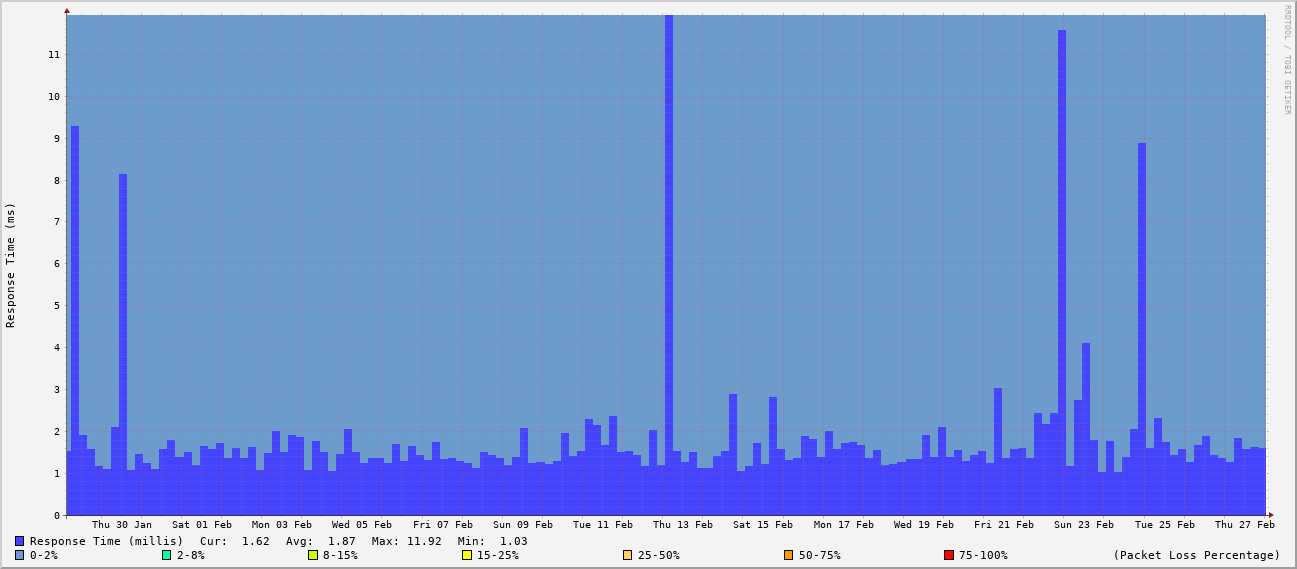 RRDTOOL / TOBI OETIKER
Response Time (ms)
11
10
9
8
7
6
5
4
3
2
1
0
Thu 30 Jan Sat 01 Feb Mon 03 Feb Wed 05 Feb Fri 07 Feb Sun 09 Feb Tue 11 Feb Thu 13 Feb Sat 15 Feb Mon 17 Feb Wed 19 Feb Fri 21 Feb Sun 23 Feb Tue 25 Feb Thu 27 Feb
Response Time (millis) Cur: 1.62 Avg: 1.87 Max: 11.92 Min: 1.03
0-2% 2-8% 8-15% 15-25% 25-50% 50-75% 75-100% (Packet Loss Percentage)